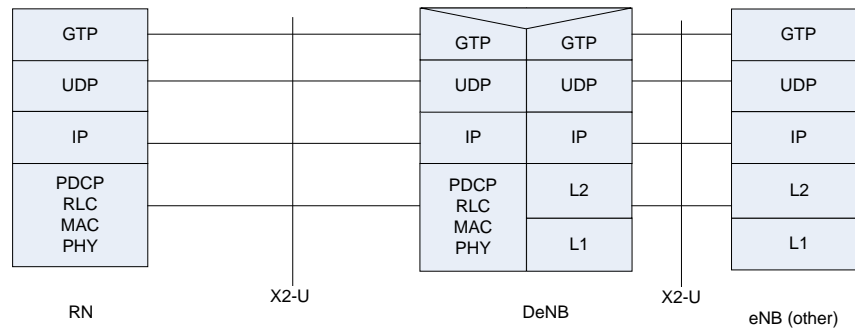 GTP
GTP
GTP
GTP
UDP
UDP
UDP
UDP
IP
IP
IP
IP
PDCP
RLC
MAC
PHY
PDCP
RLC
MAC
PHY
L2
L1
L2
L1
RN
X2-U
DeNB
X2-U
eNB (other)